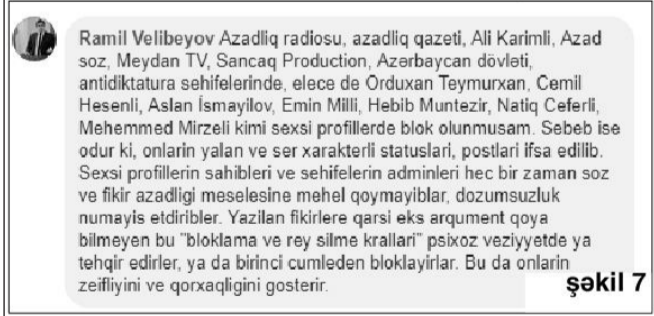 Ramil Velibeyov Azadliq radiosu, azadliq qazeti, Ali Karimli, Azad
soz, Meydan TV, Sancaq Production, Azərbaycan dövləti,
antidiktatura sehifelerinde, elece de Orduxan Teymurxan, Cemil
Hesenli, Aslan İsmayilov, Emin Milli, Hebib Muntezir, Natiq Ceferli,
Mehemmed Mirzeli kimi sexsi profillerde blok olunmusam. Sebeb ise
odur ki, onlarin yalan ve ser xarakterli statuslari, postlari ifsa edilib.
Sexsi profillerin sahibleri ve sehifelerin adminleri hec bir zaman soz
ve fikir azadligi meselesine mehel qoymayiblar, dozumsuzluk
numayis etdiribler. Yazilan fikirlere qarsi eks arqument qoya
bilmeyen bu "bloklama ve rey silme krallari" psixoz veziyyetde ya
tehqir edirler, ya da birinci cumleden bloklayirlar. Bu da onlarin
zeifliyini ve qorxaqligini gosterir.
şəkil 7